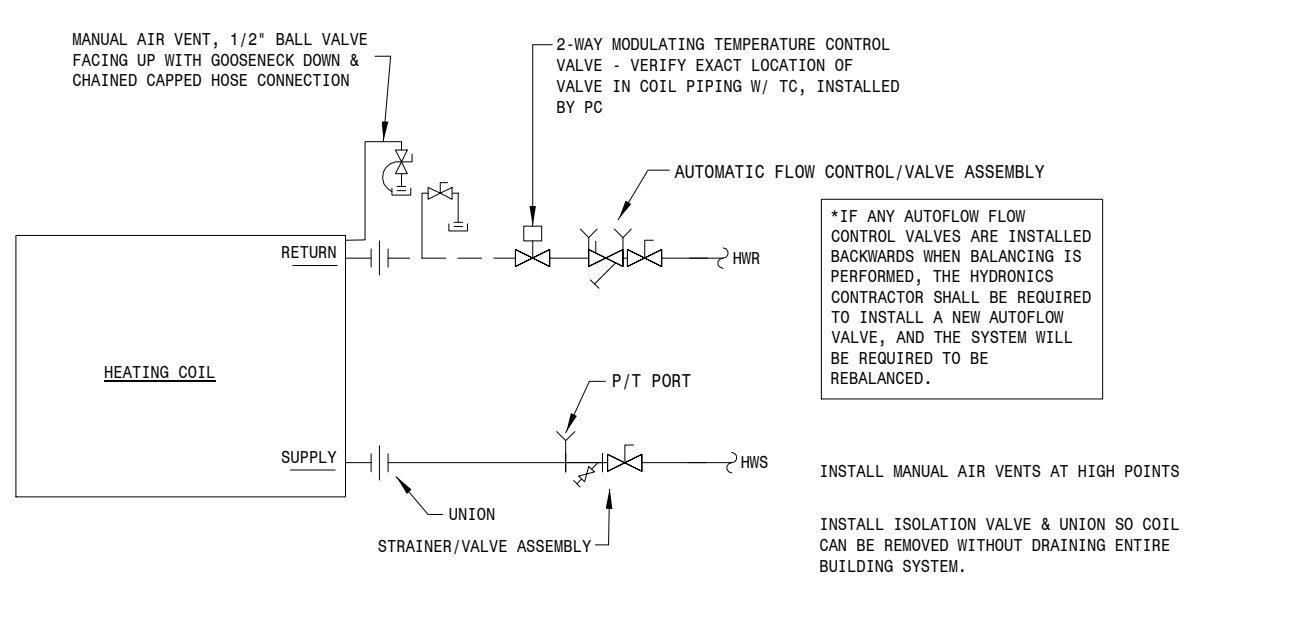 MANUAL AIR VENT, 1/2" BALL VALVE
FACING UP WITH GOOSENECK DOWN &
CHAINED CAPPED HOSE CONNECTION
2-WAY MODULATING TEMPERATURE CONTROL
VALVE - VERIFY EXACT LOCATION OF
VALVE IN COIL PIPING W/ TC, INSTALLED
BY PC
AUTOMATIC FLOW CONTROL/VALVE ASSEMBLY
*IF ANY AUTOFLOW FLOW
CONTROL VALVES ARE INSTALLED
BACKWARDS WHEN BALANCING IS
PERFORMED, THE HYDRONICS
CONTRACTOR SHALL BE REQUIRED
TO INSTALL A NEW AUTOFLOW
VALVE, AND THE SYSTEM WILL
BE REQUIRED TO BE
REBALANCED.
RETURN
HWR
HEATING COIL
P/T PORT
SUPPLY
HWS
UNION
STRAINER/VALVE ASSEMBLY
INSTALL MANUAL AIR VENTS AT HIGH POINTS
INSTALL ISOLATION VALVE & UNION SO COIL
CAN BE REMOVED WITHOUT DRAINING ENTIRE
BUILDING SYSTEM.